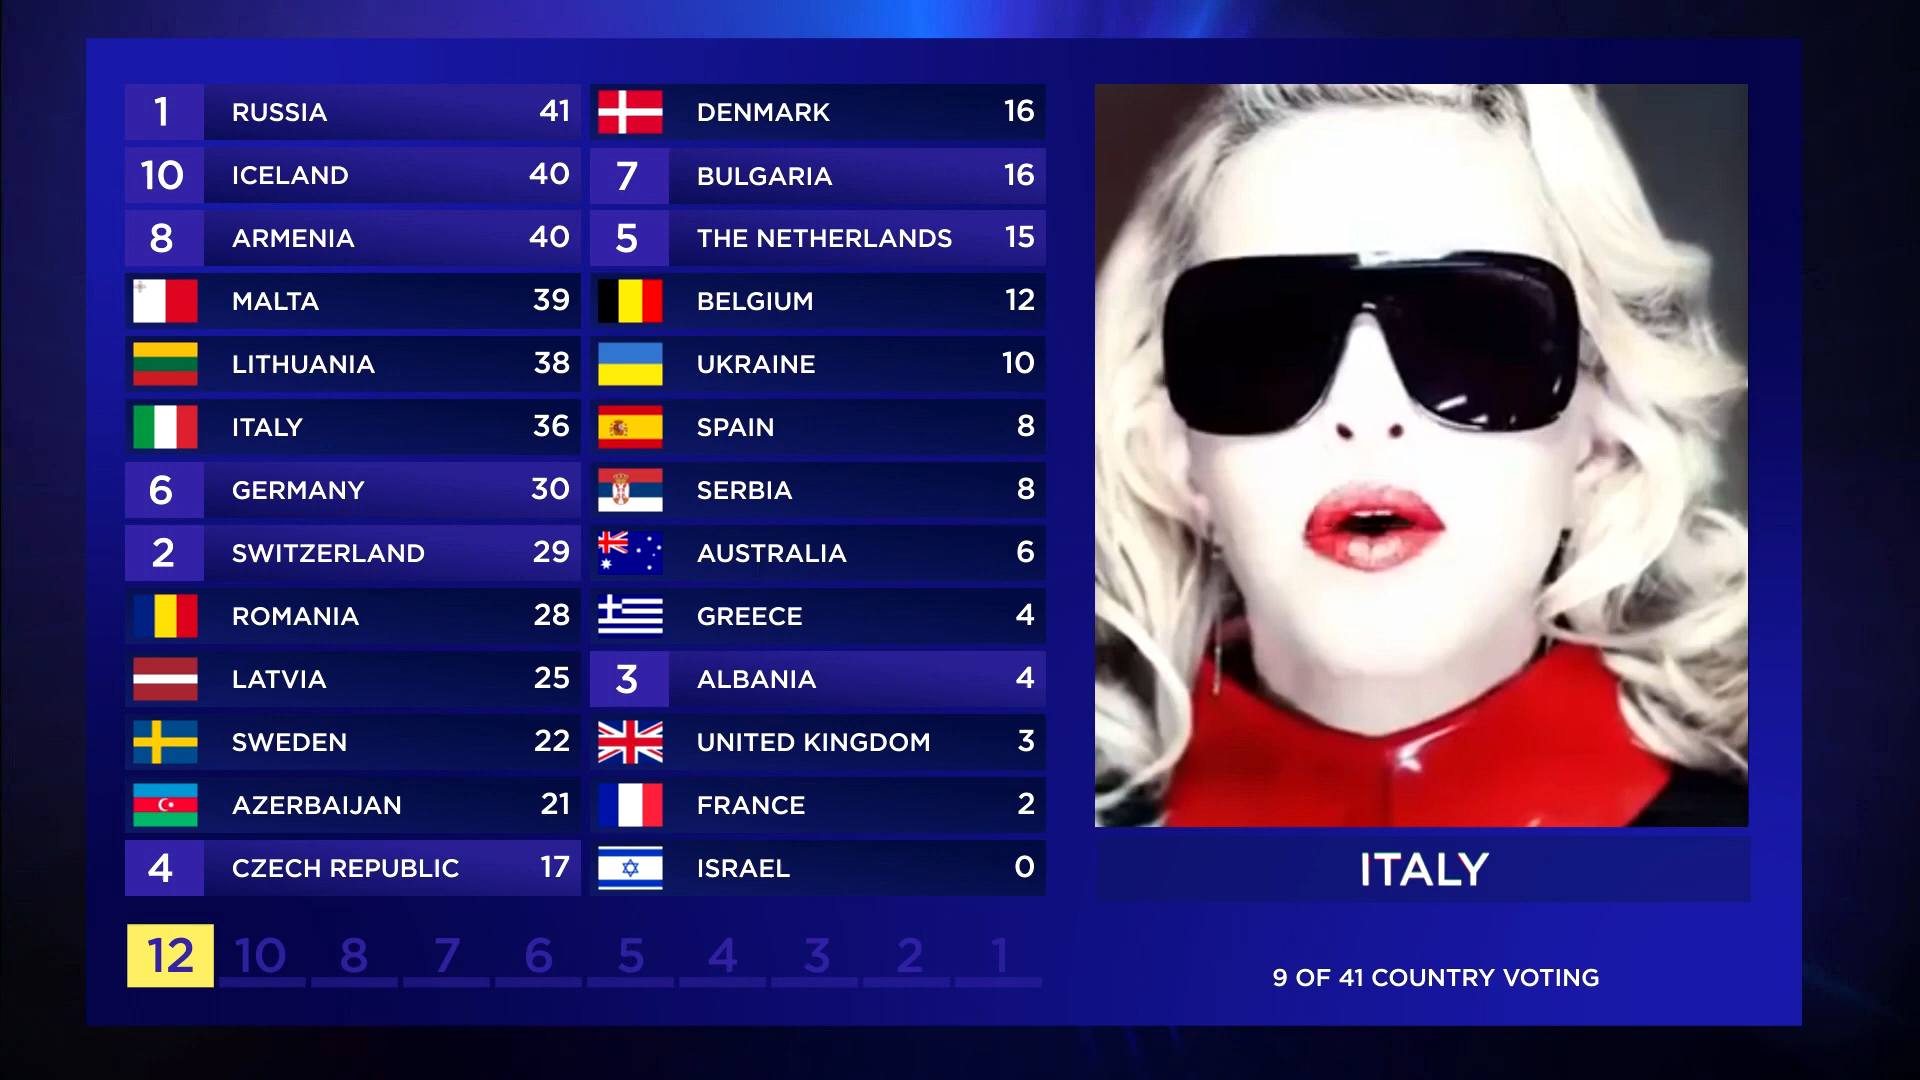 1 RUSSIA 41
10 ICELAND 40
8 ARMENIA 40
MALTA 39
LITHUANIA 38
ITALY 36
6 GERMANY 30
2 SWITZERLAND 29
ROMANIA 28
LATVIA 25
SWEDEN 22
AZERBAIJAN 21
4 CZECH REPUBLIC 17
DENMARK 16
7 BULGARIA 16
5 THE NETHERLANDS 15
BELGIUM 12
UKRAINE 10
SPAIN 8
SERBIA 8
AUSTRALIA 6
GREECE 4
3 ALBANIA 4
UNITED KINGDOM 3
FRANCE 2
ISRAEL 0
12 10 8 7 6 5 4 3 2 1
ITALY
9 OF 41 COUNTRY VOTING